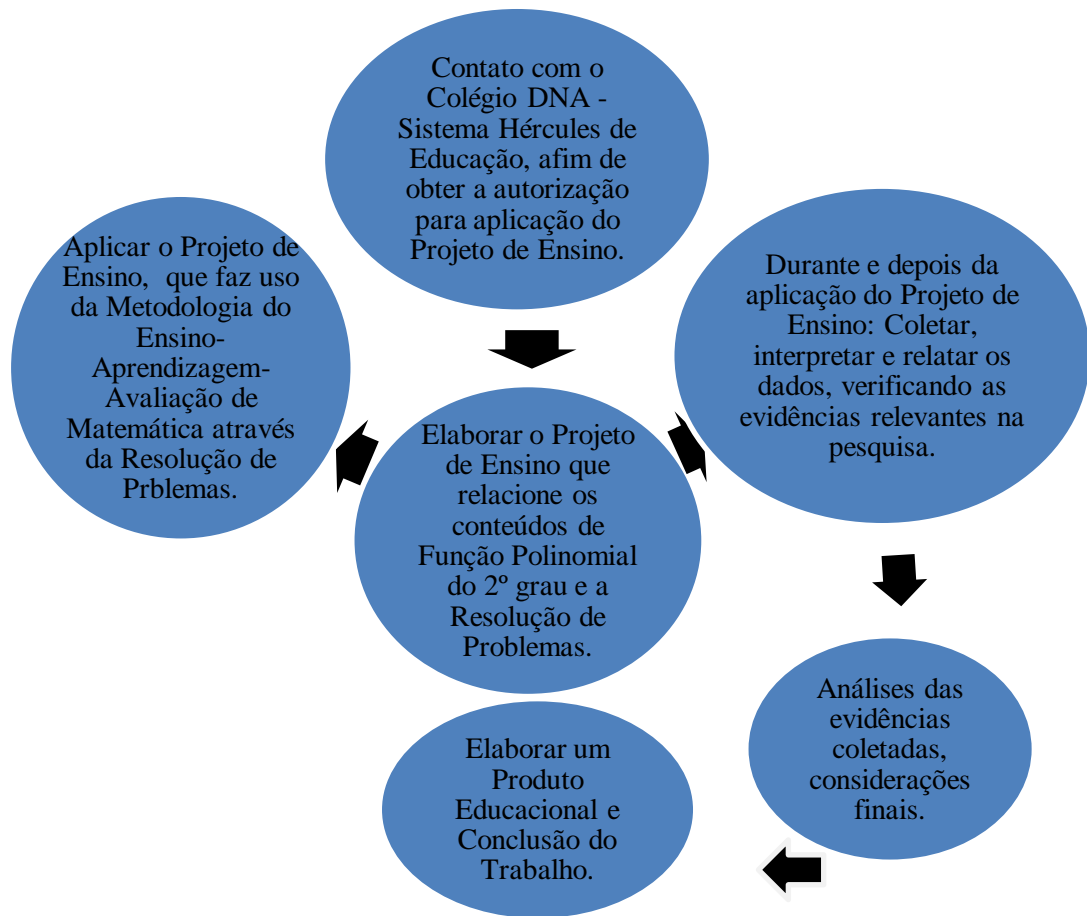 Contato com o
Colégio DNA -
Sistema Hércules de
Educação, afim de
obter a autorização
para aplicação do
Projeto de Ensino.
Aplicar o Projeto de
Ensino, que faz uso
da Metodologia do
Ensino-
Aprendizagem-
Avaliação de
Matemática através
da Resolução de
Prblemas.
Durante e depois da
aplicação do Projeto de
Ensino: Coletar,
interpretar e relatar os
dados, verificando as
evidências relevantes na
pesquisa.
Elaborar o Projeto
de Ensino que
relacione os
conteúdos de
Função Polinomial
do 2º grau e a
Resolução de
Problemas.
Análises das
evidências
coletadas,
considerações
finais.
Elaborar um
Produto
Educacional e
Conclusão do
Trabalho.